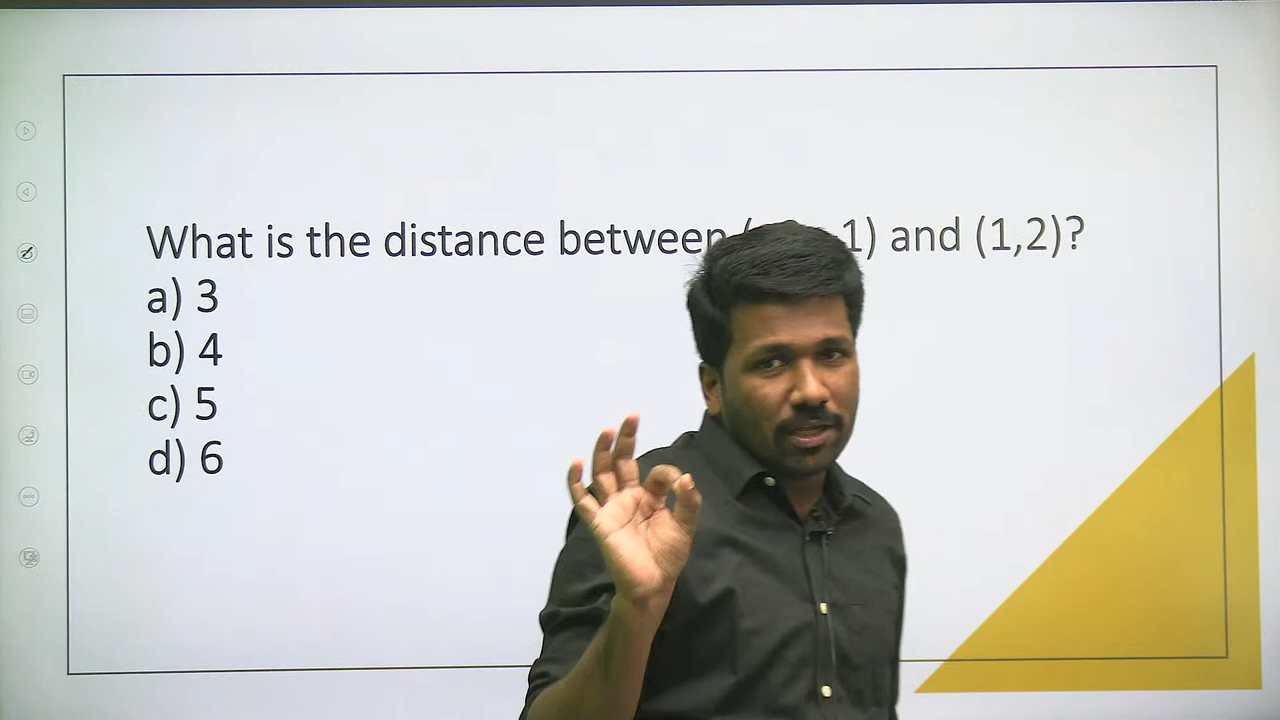 What is the distance between ( -1) and (1,2)?
a) 3
b) 4
c) 5
d) 6